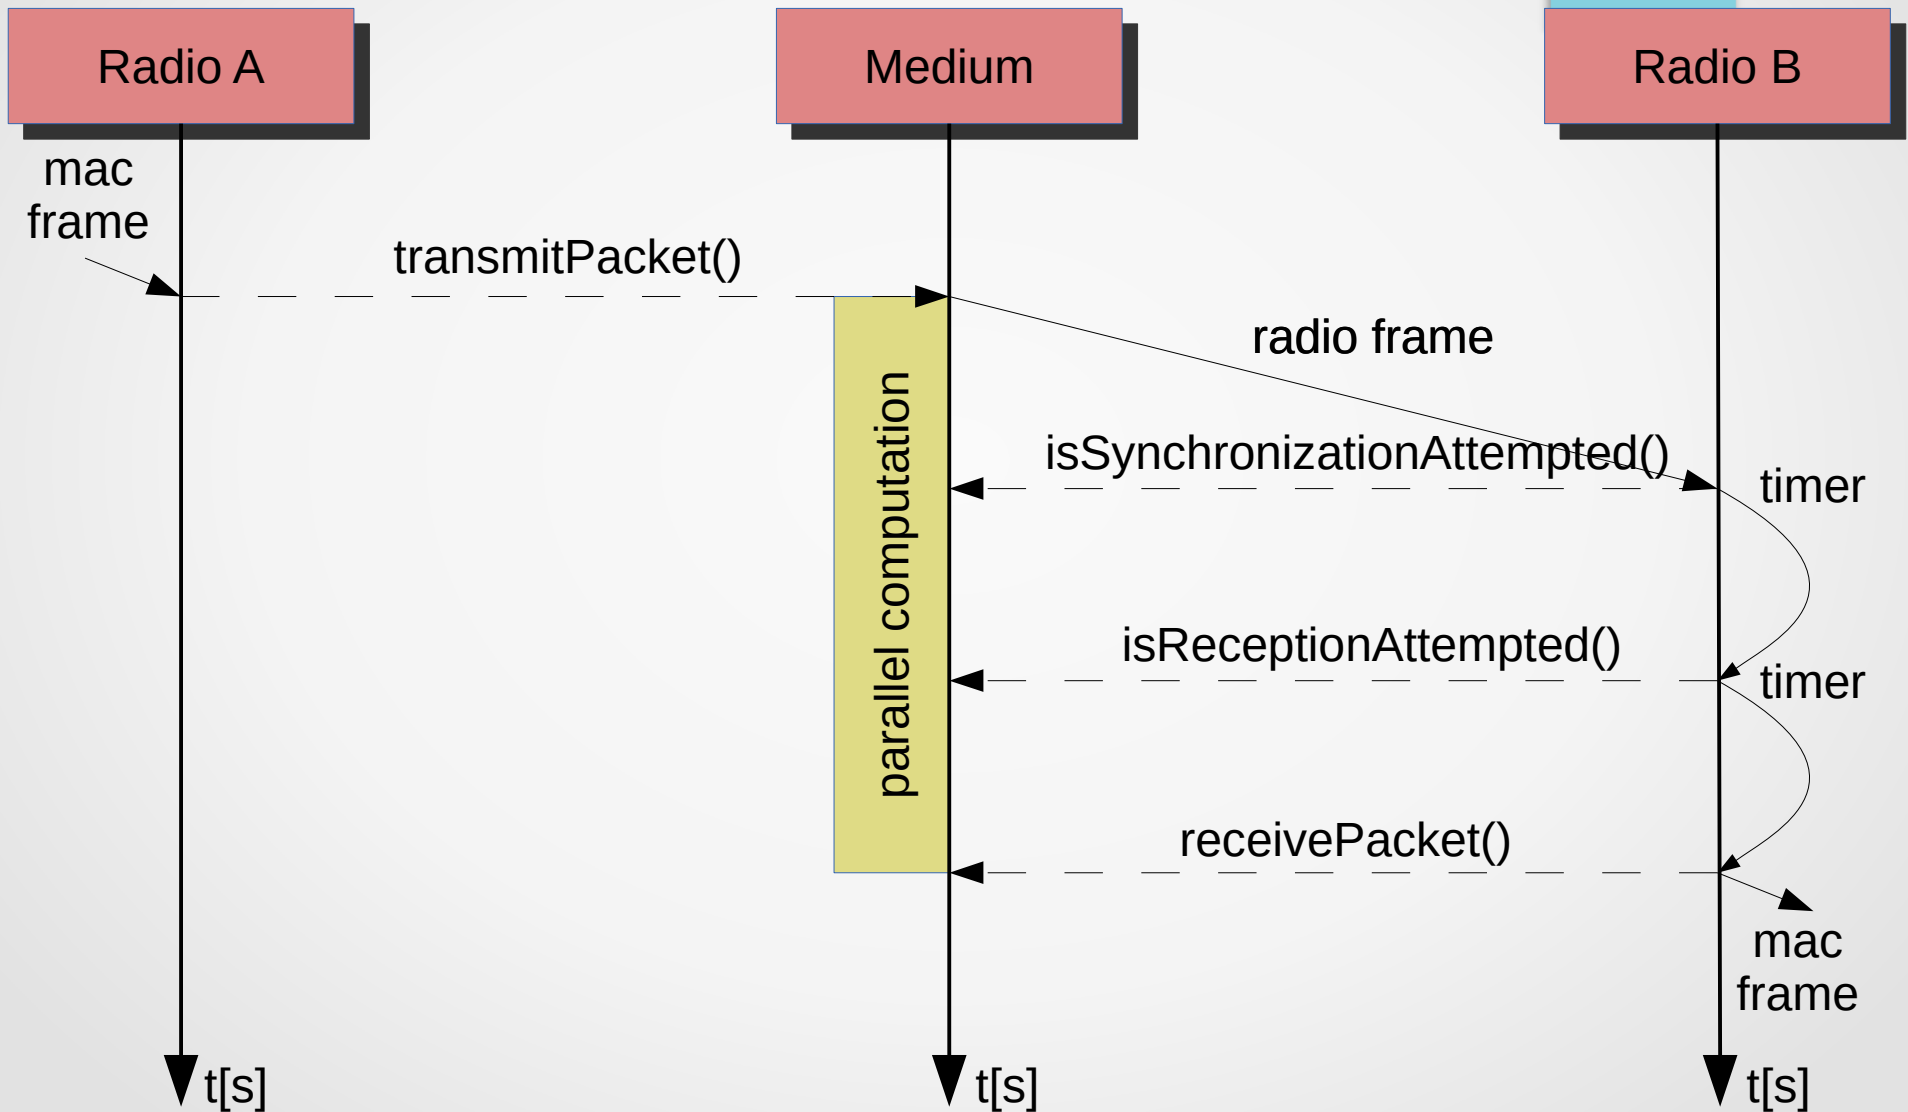 Radio A
Medium
Radio B
mac
frame
transmitPacket()
radio frame
isSynchronizationAttempted()
timer
parallel computation
isReceptionAttempted()
timer
receivePacket()
mac
frame
t[s]
t[s]
t[s]